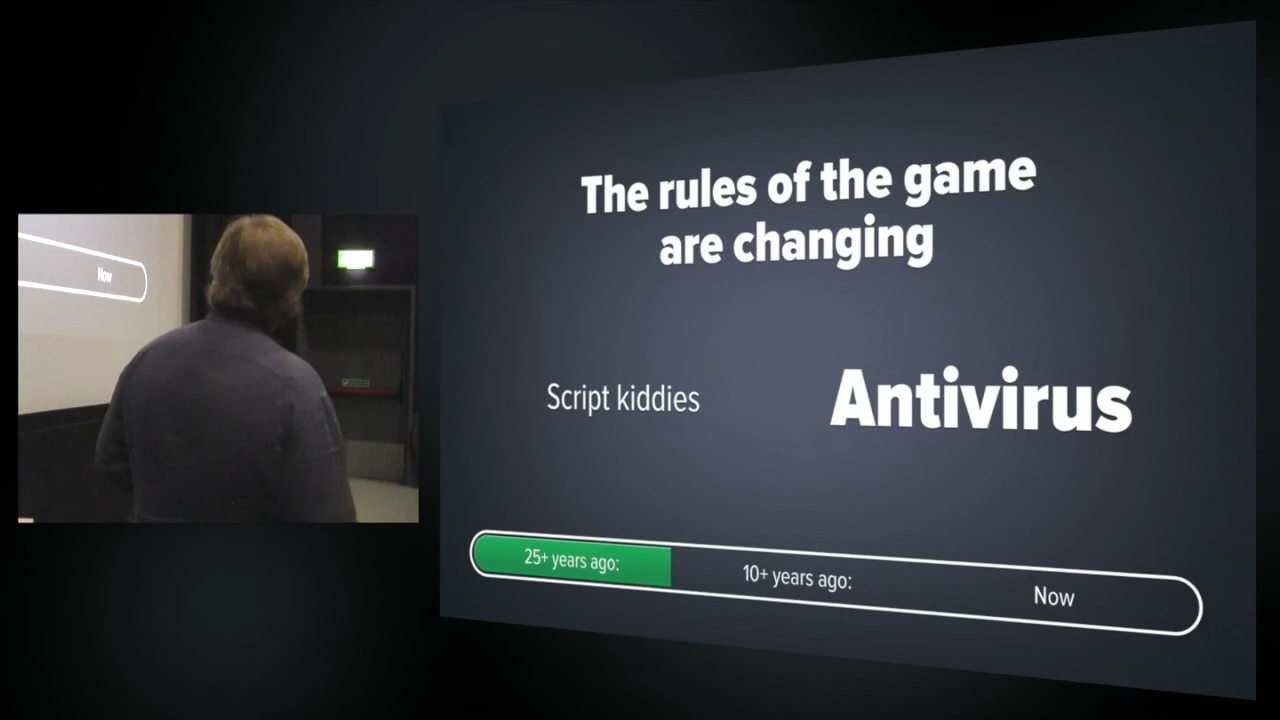 The rules of the game
are changing
Script kiddies
Antivirus
25+ years ago:
10+ years ago:
Now
Now